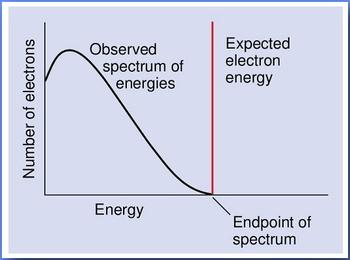 Observed
spectrum of
energies
Expected
electron
energy
Number of electrons
Energy
Endpoint of
spectrum